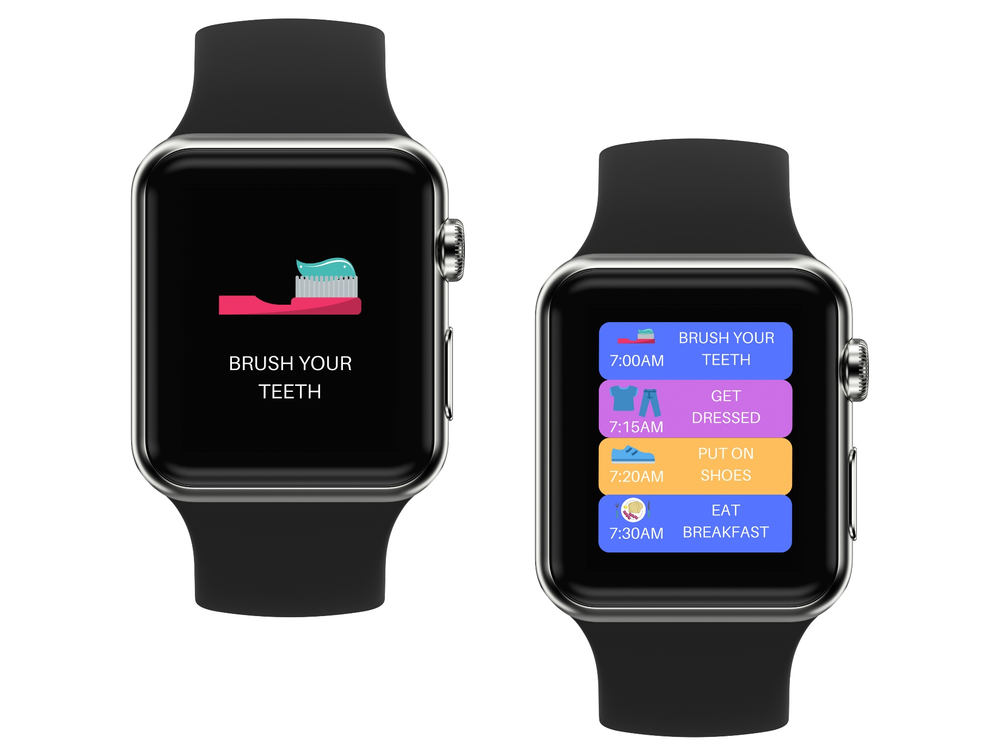 BRUSH YOUR
TEETH
BRUSH YOUR
TEETH
7:00AM
GET
DRESSED
7:15AM
PUT ON
SHOES
7:20AM
EAT
BREAKFAST
7:30AM